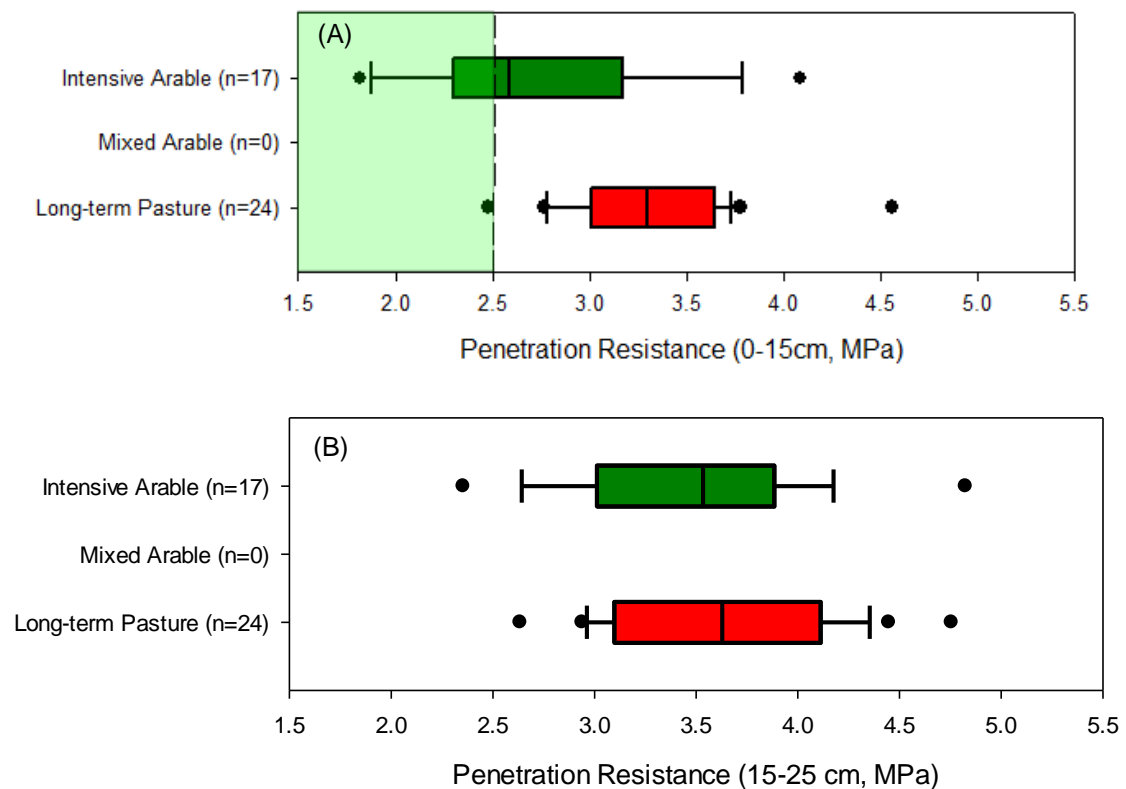 (A)
Intensive Arable (n=17)
Mixed Arable (n=0)
Long-term Pasture (n=24)
1.5 2.0 2.5 3.0 3.5 4.0 4.5 5.0 5.5
Penetration Resistance (0-15cm, MPa)
(B)
Intensive Arable (n=17)
Mixed Arable (n=0)
Long-term Pasture (n=24)
1.5 2.0 2.5 3.0 3.5 4.0 4.5 5.0 5.5
Penetration Resistance (15-25 cm, MPa)